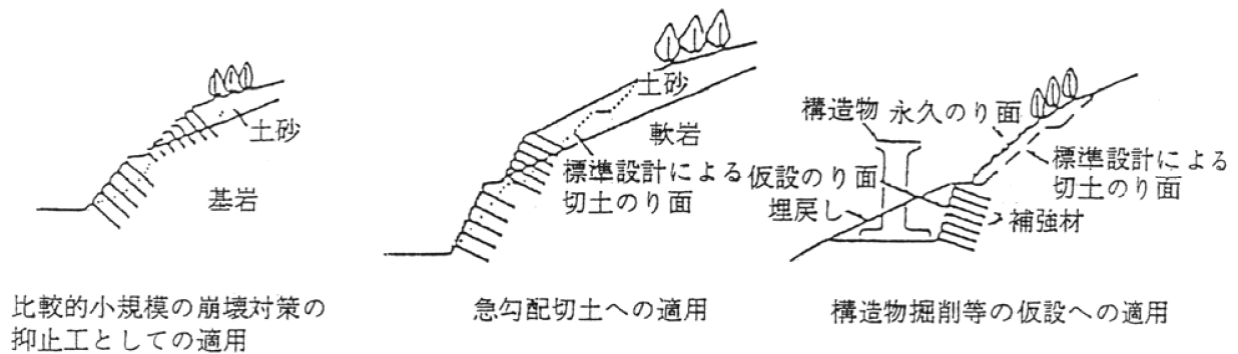 土砂
基岩
比較的小規模の崩壊対策の
抑止工としての適用
土砂
軟岩
標準設計による
切土のり面
急勾配切土への適用
構造物
永久のり面
標準設計による
切土のり面
仮設のり面
埋戻し
補強材
構造物掘削等の仮設への適用